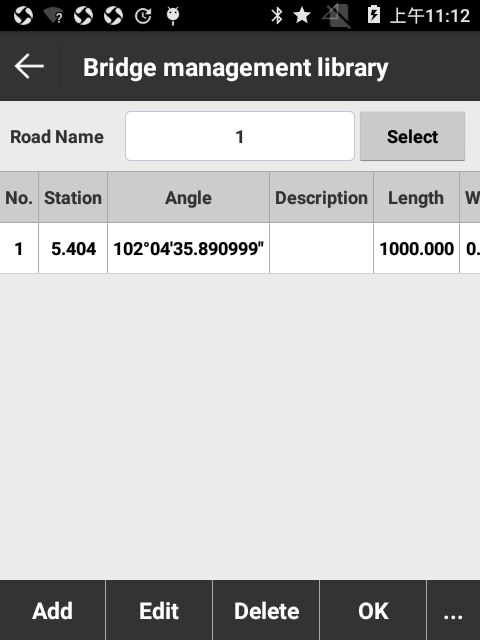 上午11:12
Bridge management library
Road Name 1 Select
No. Station Angle Description Length W
1 5.404 102°04'35.890999" 1000.000 0.
Add Edit Delete OK ...